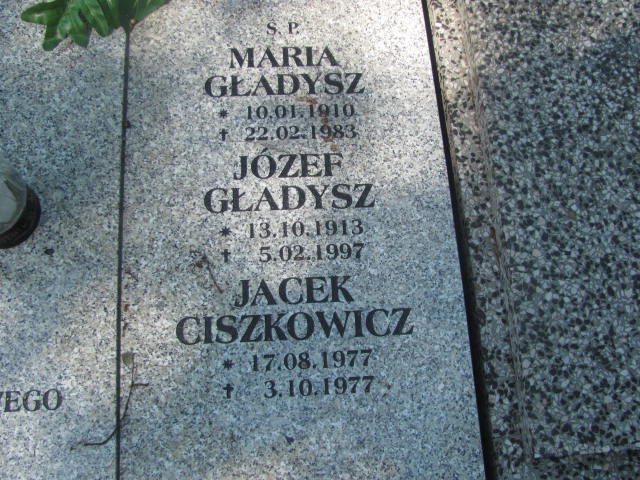 S. P.
MARIA
GŁADYSZ
* 10.01.1910
† 22.02.1983
JÓZEF
GŁADYSZ
* 13.10.1913
† 5.02.1997
JACEK
CISZKOWICZ
* 17.08.1977
† 3.10.1977